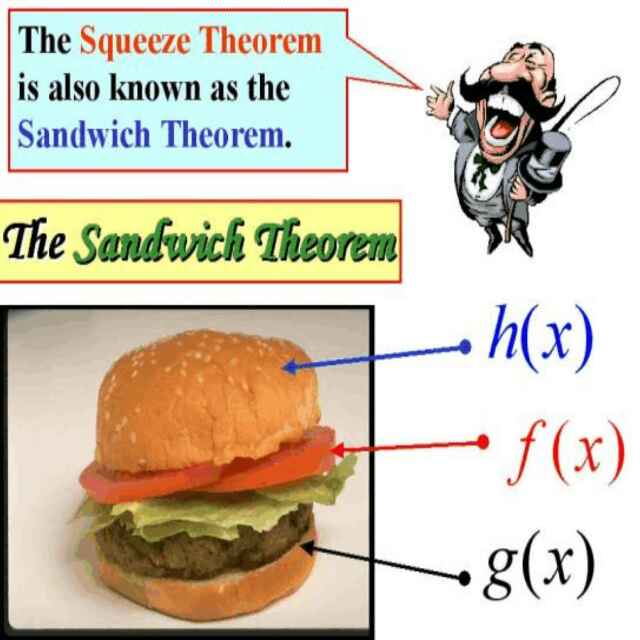 The Squeeze Theorem
is also known as the
Sandwich Theorem.
The Sandwich Theorem
h(x)
f(x)
g(x)